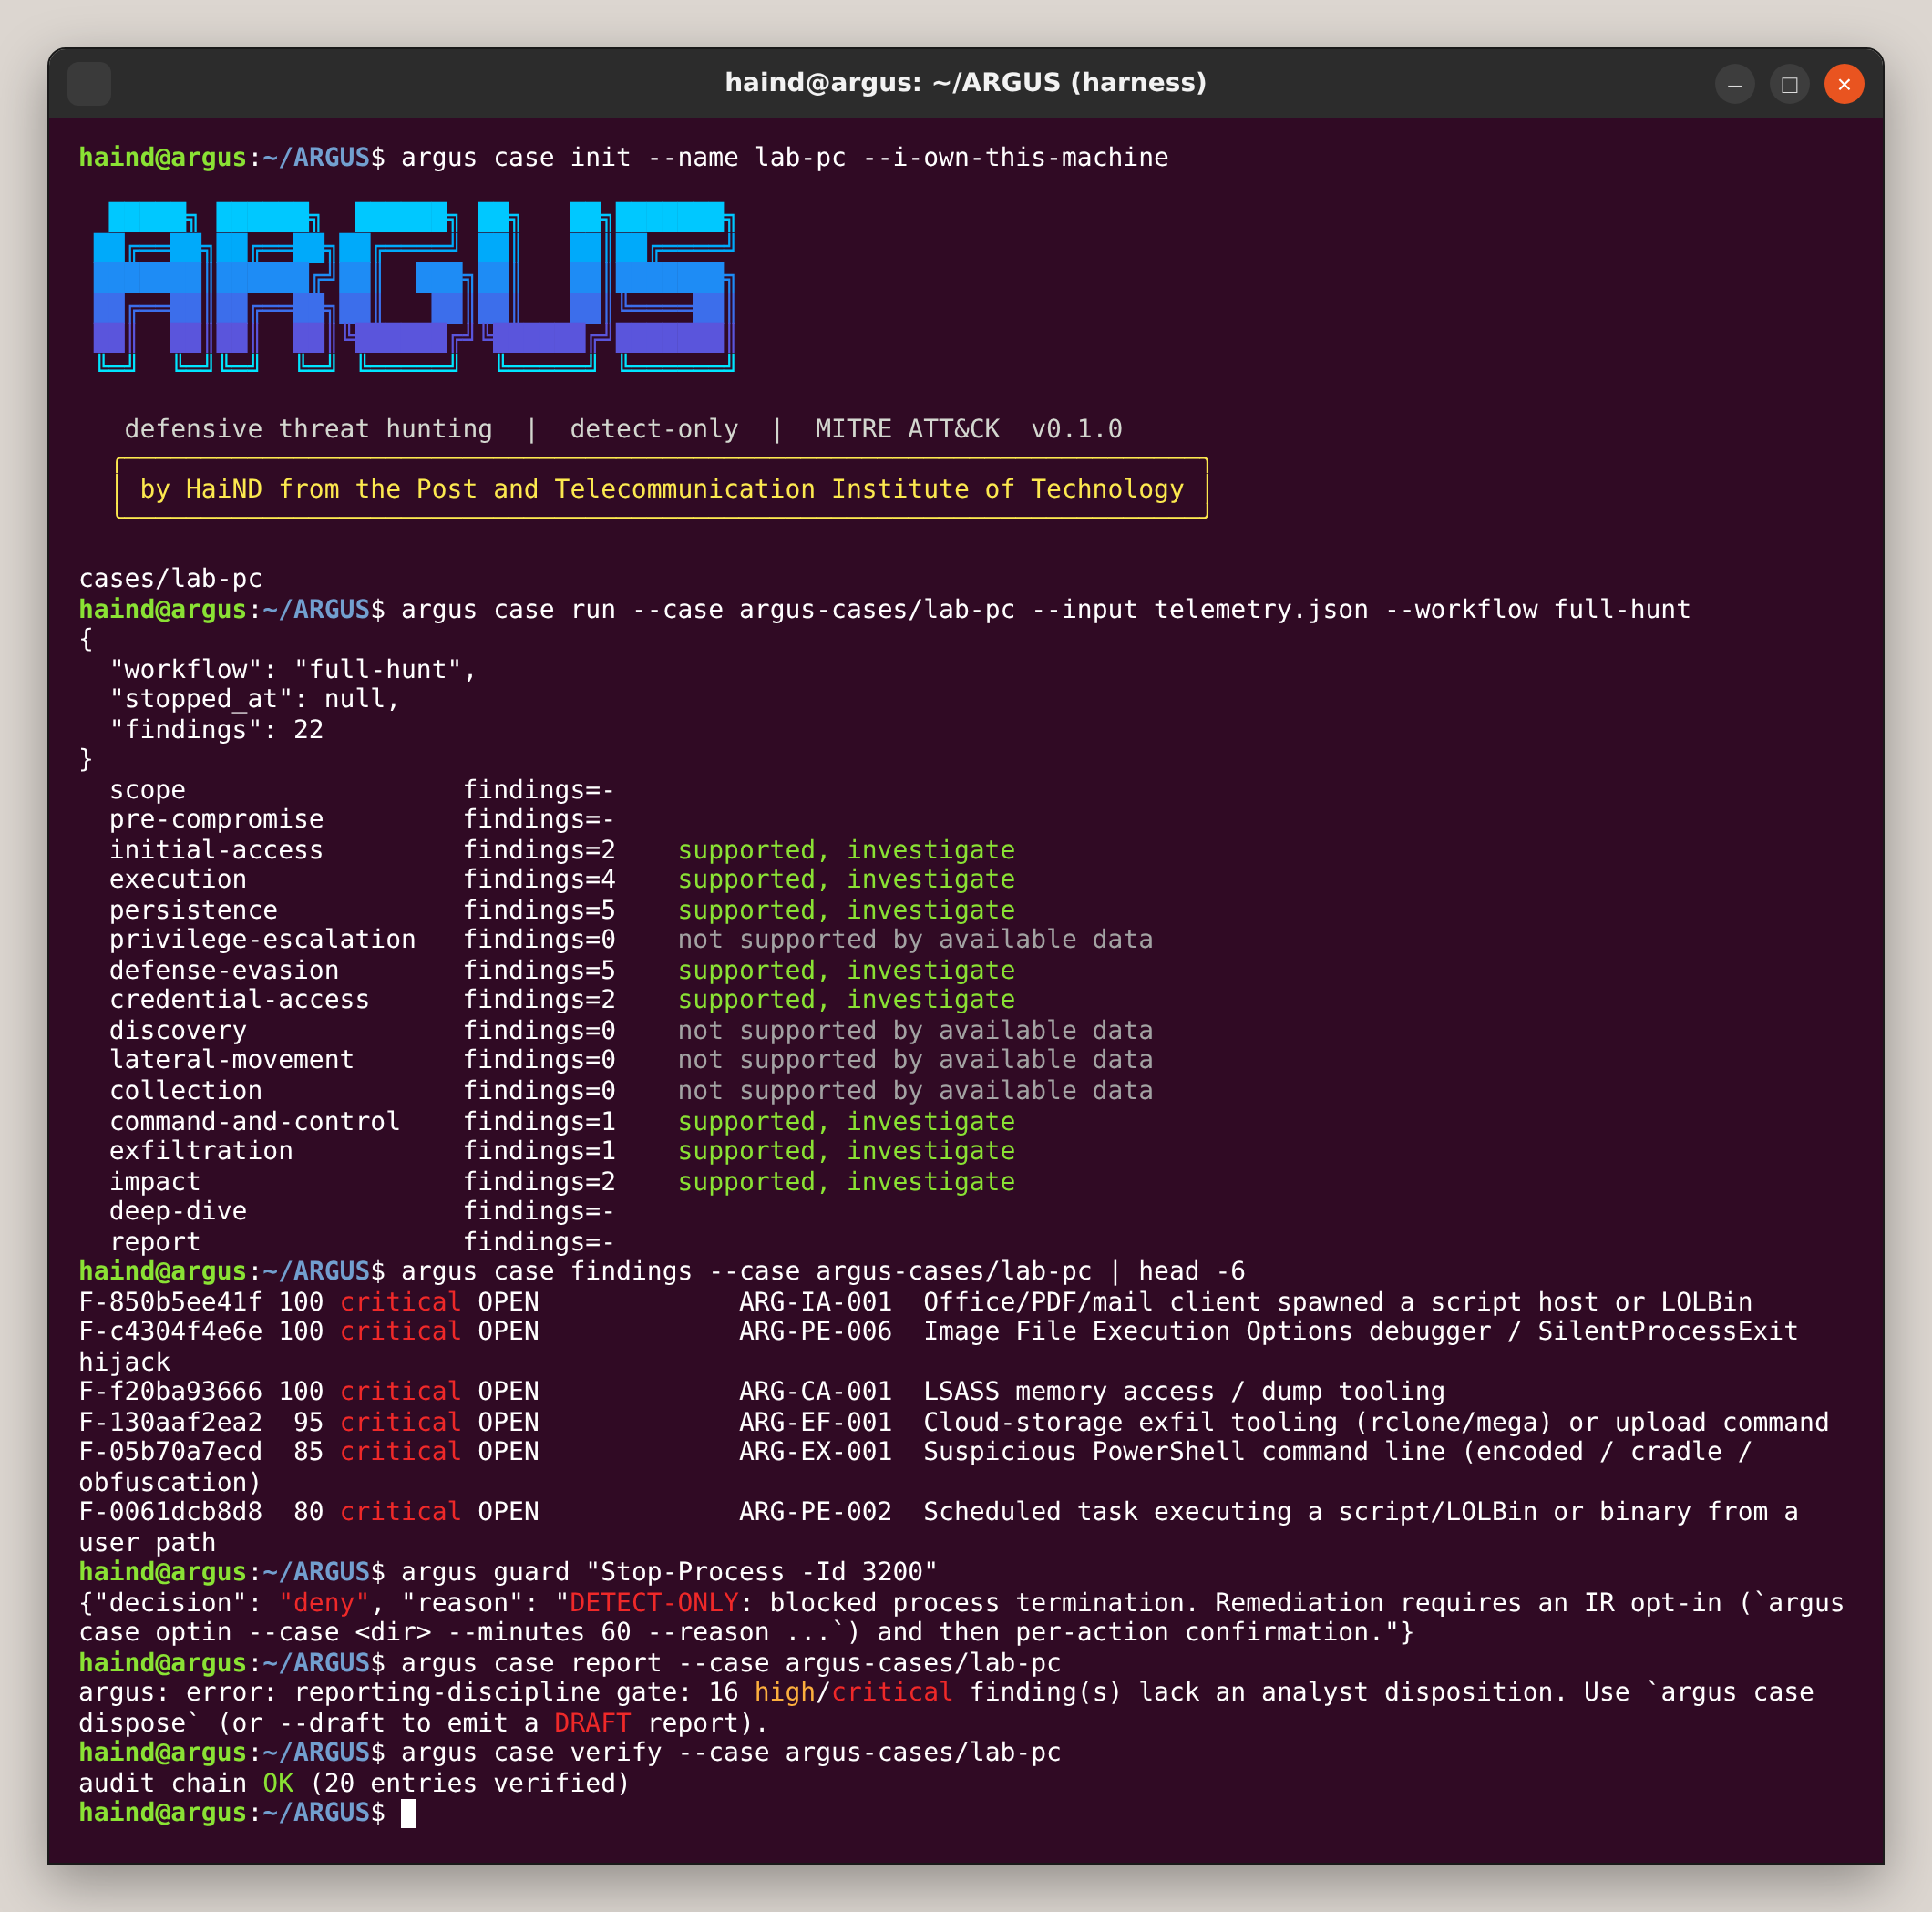 haind@argus: ~/ARGUS (harness)
haind@argus:~/ARGUS$ argus case init --name lab-pc --i-own-this-machine
ARGUS
defensive threat hunting | detect-only | MITRE ATT&CK v0.1.0
by HaiND from the Post and Telecommunication Institute of Technology
cases/lab-pc
haind@argus:~/ARGUS$ argus case run --case argus-cases/lab-pc --input telemetry.json --workflow full-hunt
{
  "workflow": "full-hunt",
  "stopped_at": null,
  "findings": 22
}
  scope                  findings=-
  pre-compromise         findings=-
  initial-access         findings=2    supported, investigate
  execution              findings=4    supported, investigate
  persistence            findings=5    supported, investigate
  privilege-escalation   findings=0    not supported by available data
  defense-evasion        findings=5    supported, investigate
  credential-access      findings=2    supported, investigate
  discovery              findings=0    not supported by available data
  lateral-movement       findings=0    not supported by available data
  collection             findings=0    not supported by available data
  command-and-control    findings=1    supported, investigate
  exfiltration           findings=1    supported, investigate
  impact                 findings=2    supported, investigate
  deep-dive              findings=-
  report                 findings=-
haind@argus:~/ARGUS$ argus case findings --case argus-cases/lab-pc | head -6
F-850b5ee41f 100 critical OPEN             ARG-IA-001  Office/PDF/mail client spawned a script host or LOLBin
F-c4304f4e6e 100 critical OPEN             ARG-PE-006  Image File Execution Options debugger / SilentProcessExit
hijack
F-f20ba93666 100 critical OPEN             ARG-CA-001  LSASS memory access / dump tooling
F-130aaf2ea2  95 critical OPEN             ARG-EF-001  Cloud-storage exfil tooling (rclone/mega) or upload command
F-05b70a7ecd  85 critical OPEN             ARG-EX-001  Suspicious PowerShell command line (encoded / cradle /
obfuscation)
F-0061dcb8d8  80 critical OPEN             ARG-PE-002  Scheduled task executing a script/LOLBin or binary from a
user path
haind@argus:~/ARGUS$ argus guard "Stop-Process -Id 3200"
{"decision": "deny", "reason": "DETECT-ONLY: blocked process termination. Remediation requires an IR opt-in (`argus
case optin --case <dir> --minutes 60 --reason ...`) and then per-action confirmation."}
haind@argus:~/ARGUS$ argus case report --case argus-cases/lab-pc
argus: error: reporting-discipline gate: 16 high/critical finding(s) lack an analyst disposition. Use `argus case
dispose` (or --draft to emit a DRAFT report).
haind@argus:~/ARGUS$ argus case verify --case argus-cases/lab-pc
audit chain OK (20 entries verified)
haind@argus:~/ARGUS$